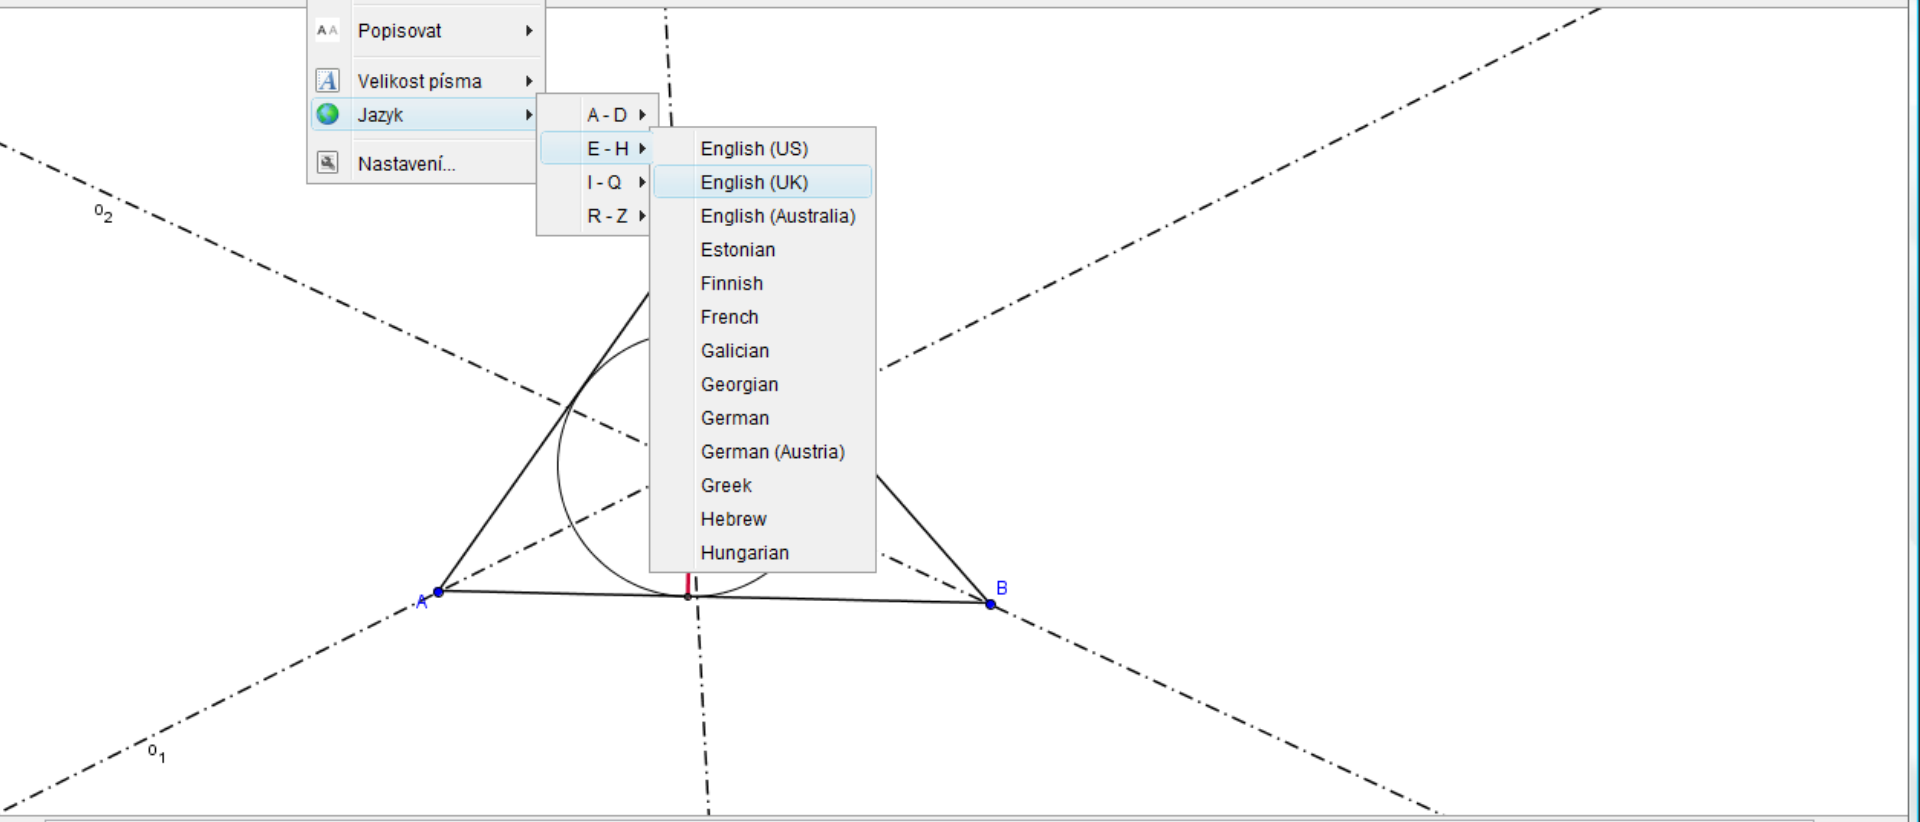 Popisovat
Velikost písma
Jazyk
Nastavení...
A - D
E - H
I - Q
R - Z
English (US)
English (UK)
English (Australia)
Estonian
Finnish
French
Galician
Georgian
German
German (Austria)
Greek
Hebrew
Hungarian
o2
A
B
o1